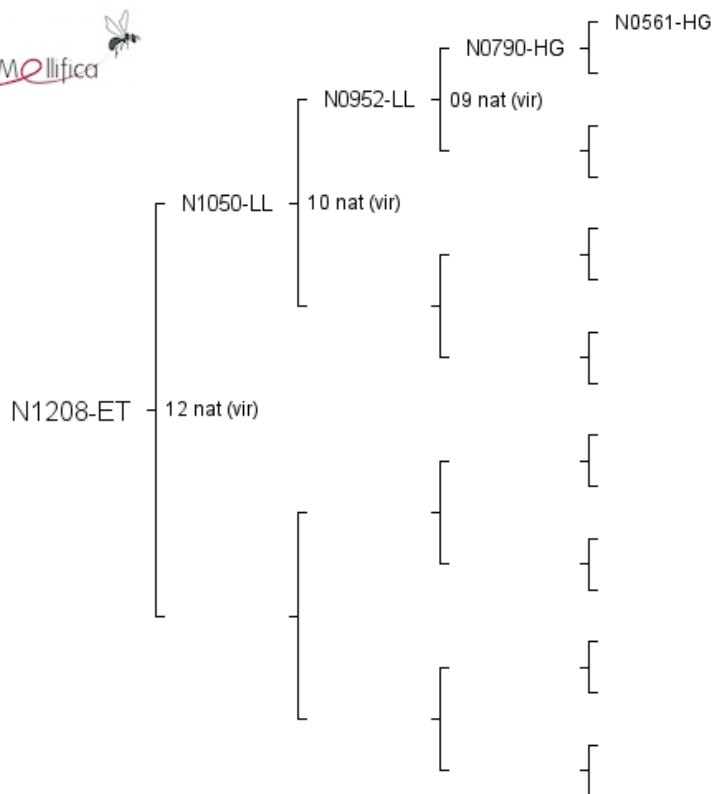 Mellifica
N0561-HG
N0790-HG
N0952-LL
09 nat (vir)
N1050-LL
10 nat (vir)
N1208-ET
12 nat (vir)